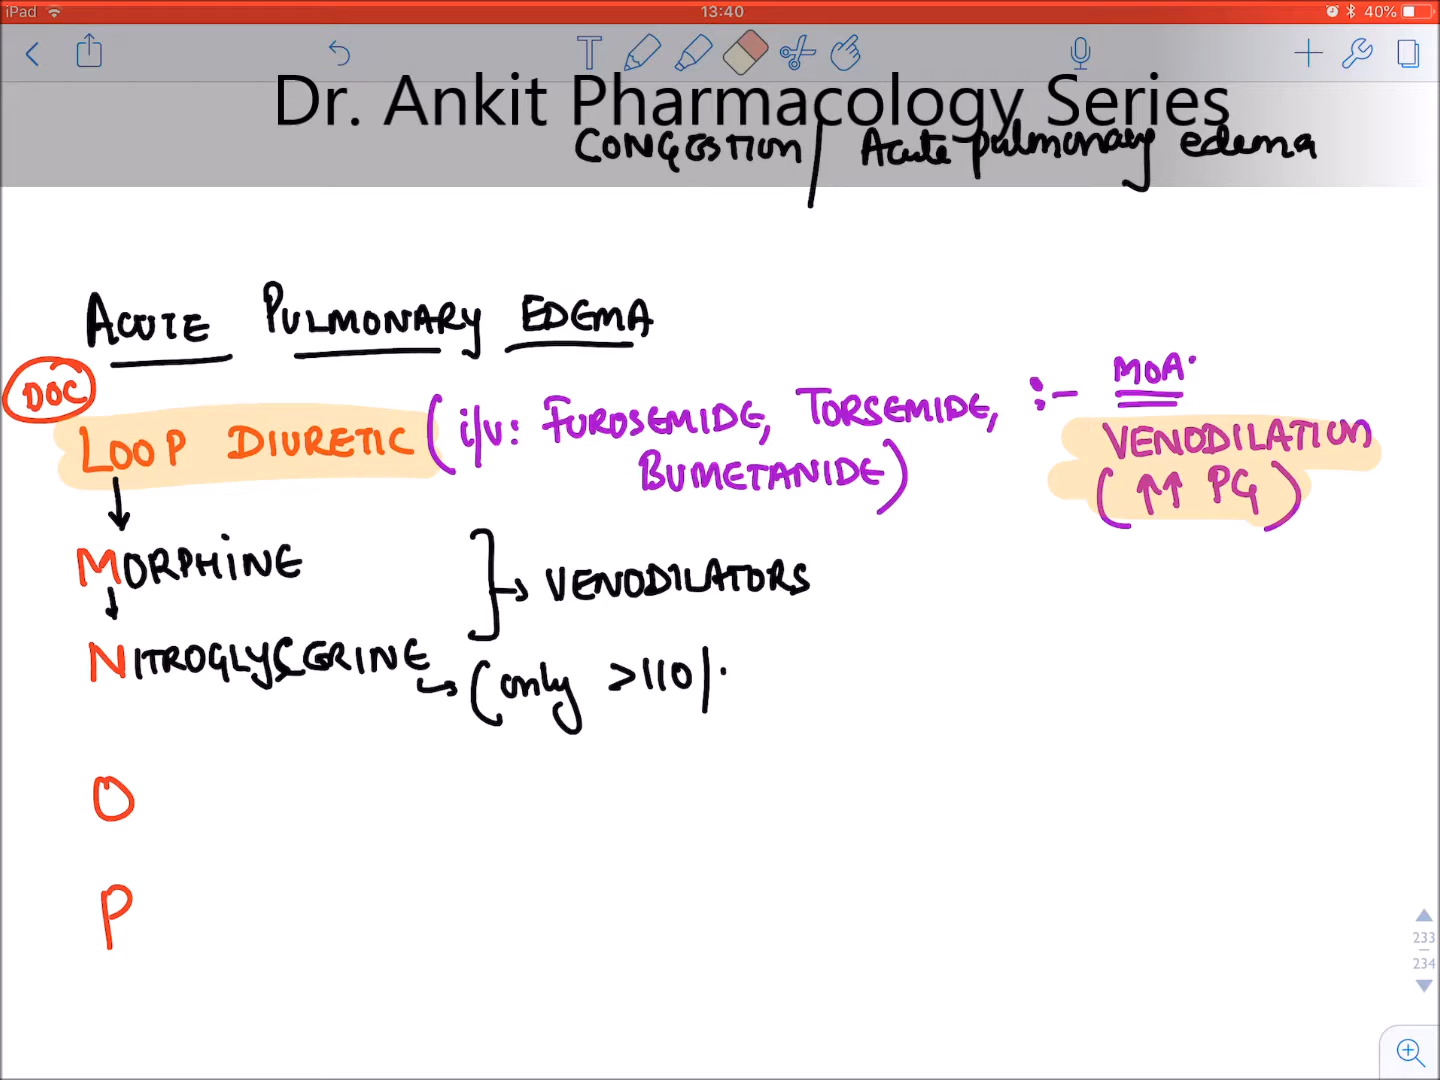 iPad 13:40 40%
Dr. Ankit Pharmacology Series
CONGESTION / Acute pulmonary edema
ACUTE PULMONARY EDEMA
DOC
LOOP DIURETIC (i/v: FUROSEMIDE, TORSEMIDE, :- MOA.
BUMETANIDE)
VENODILATION
(↑↑ PG)
↓
MORPHINE } → VENODILATORS
↓
NITROGLYCERINE → (only >110/.
O
P
233
234